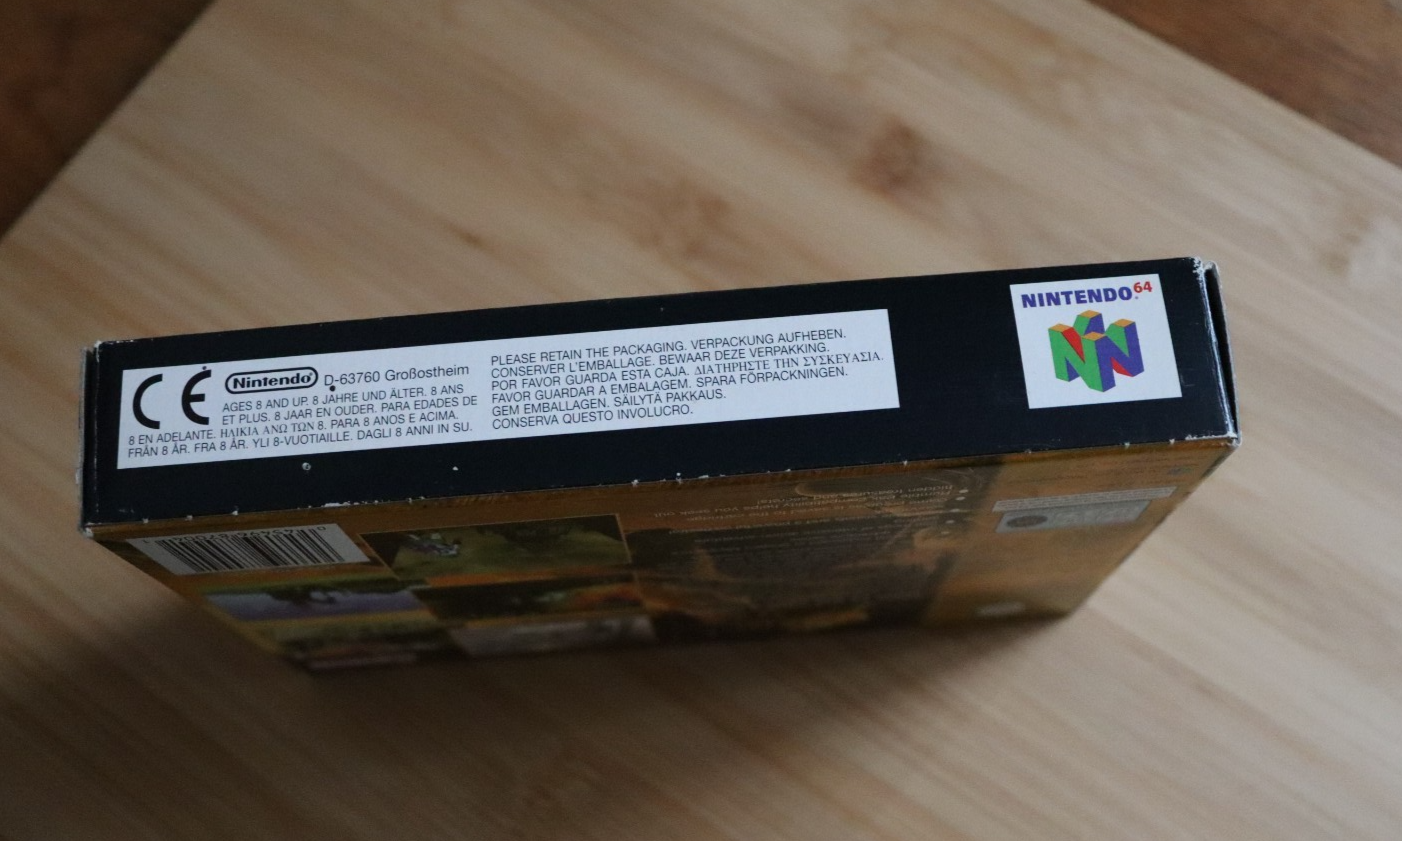 CE
Nintendo D-63760 Großostheim
AGES 8 AND UP. 8 JAHRE UND ÄLTER. 8 ANS
ET PLUS. 8 JAAR EN OUDER. PARA EDADES DE
8 EN ADELANTE. ΗΛΙΚΙΑ ΑΝΩ ΤΩΝ 8. PARA 8 ANOS E ACIMA.
FRÅN 8 ÅR. FRA 8 ÅR. YLI 8-VUOTIAILLE. DAGLI 8 ANNI IN SU.
PLEASE RETAIN THE PACKAGING. VERPACKUNG AUFHEBEN.
CONSERVER L'EMBALLAGE. BEWAAR DEZE VERPAKKING.
POR FAVOR GUARDA ESTA CAJA. ΔΙΑΤΗΡΗΣΤΕ ΤΗΝ ΣΥΣΚΕΥΑΣΙΑ.
FAVOR GUARDAR A EMBALAGEM. SPARA FÖRPACKNINGEN.
GEM EMBALLAGEN. SÄILYTÄ PAKKAUS.
CONSERVA QUESTO INVOLUCRO.
NINTENDO 64